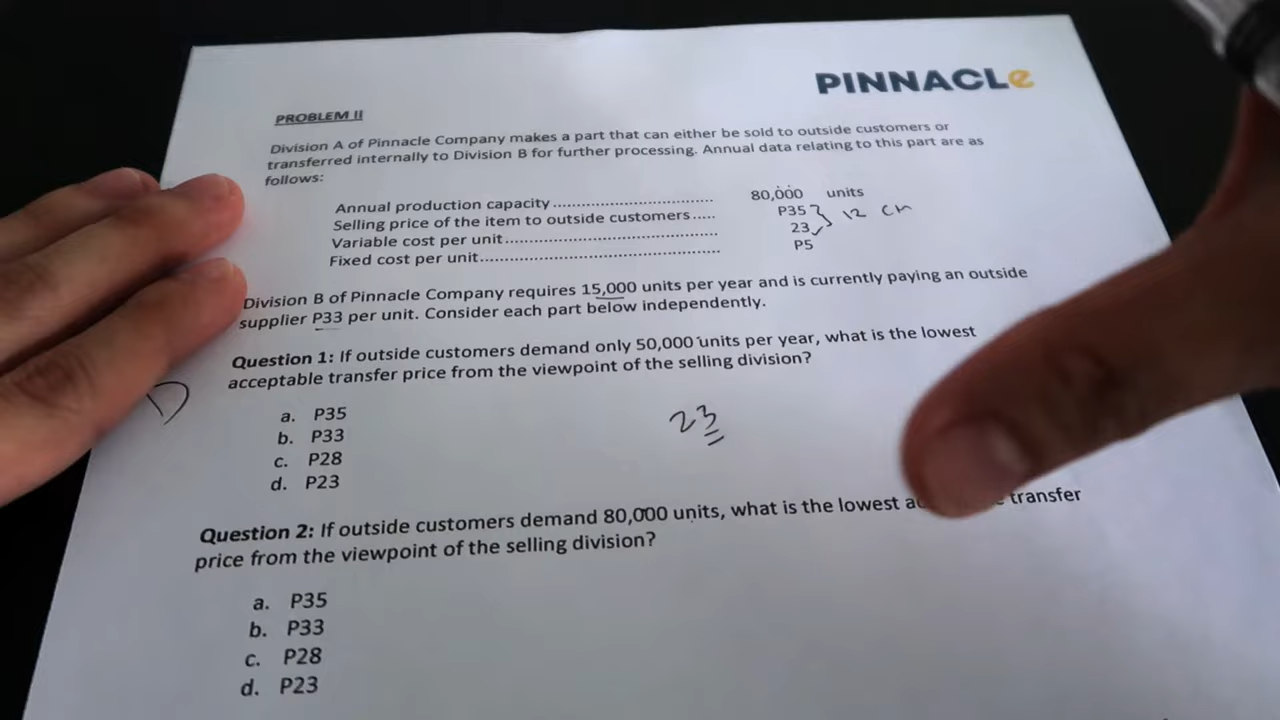 PINNACLe
PROBLEM II
Division A of Pinnacle Company makes a part that can either be sold to outside customers or
transferred internally to Division B for further processing. Annual data relating to this part are as
follows:
Annual production capacity ................................ 80,000 units
Selling price of the item to outside customers ..... P35 12 cm
Variable cost per unit .......................................... 23
Fixed cost per unit ............................................... P5
Division B of Pinnacle Company requires 15,000 units per year and is currently paying an outside
supplier P33 per unit. Consider each part below independently.
Question 1: If outside customers demand only 50,000 units per year, what is the lowest
acceptable transfer price from the viewpoint of the selling division?
D
a. P35
b. P33
23
c. P28
d. P23
Question 2: If outside customers demand 80,000 units, what is the lowest transfer
price from the viewpoint of the selling division?
a. P35
b. P33
c. P28
d. P23